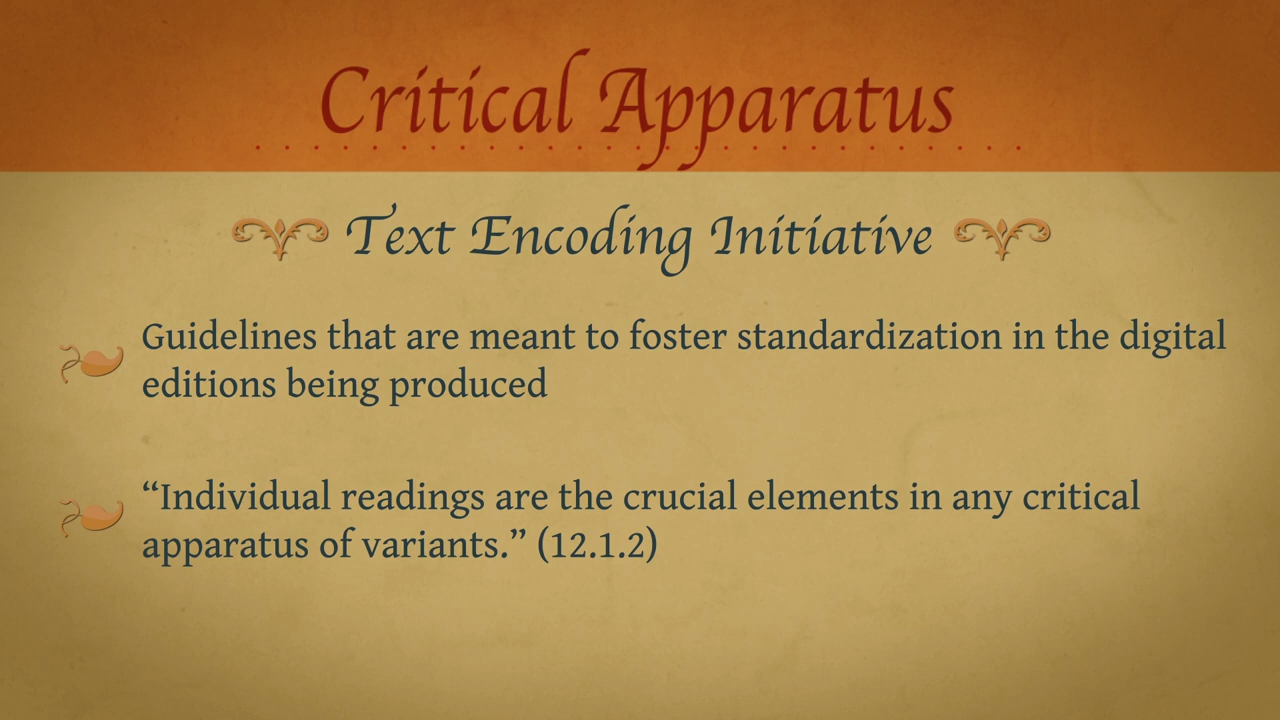 Critical Apparatus
Text Encoding Initiative
Guidelines that are meant to foster standardization in the digital
editions being produced
“Individual readings are the crucial elements in any critical
apparatus of variants.” (12.1.2)